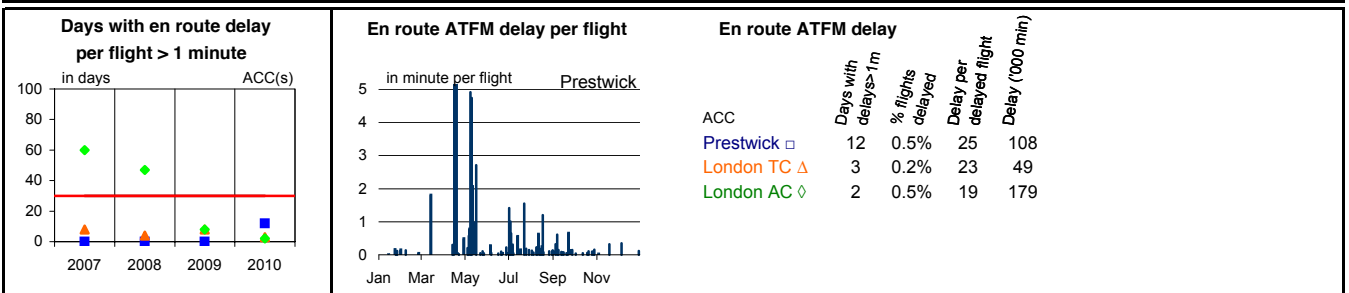 Days with en route delay
per flight > 1 minute
in days ACC(s)
100
80
60
40
20
0
2007 2008 2009 2010
En route ATFM delay per flight
in minute per flight Prestwick
5
4
3
2
1
0
Jan Mar May Jul Sep Nov
En route ATFM delay
ACC Days with delays>1m % flights delayed Delay per delayed flight Delay ('000 min)
Prestwick □ 12 0.5% 25 108
London TC Δ 3 0.2% 23 49
London AC ◊ 2 0.5% 19 179